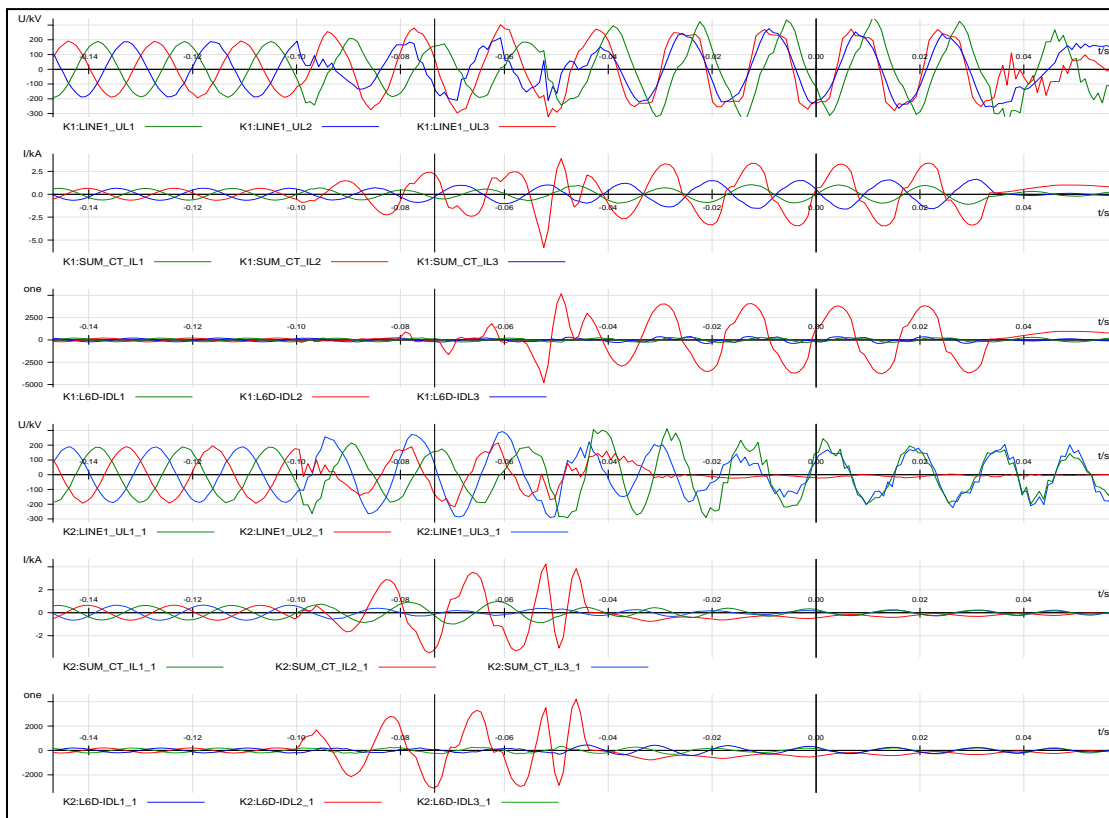 U/kV
200
100
0
-100
-200
-300
-0.14 -0.12 -0.10 -0.08 -0.06 -0.04 -0.02 0.00 0.02 0.04 t/s
K1:LINE1_UL1 K1:LINE1_UL2 K1:LINE1_UL3
I/kA
2.5
0.0
-2.5
-5.0
-0.14 -0.12 -0.10 -0.08 -0.06 -0.04 -0.02 0.00 0.02 0.04 t/s
K1:SUM_CT_IL1 K1:SUM_CT_IL2 K1:SUM_CT_IL3
one
2500
0
-2500
-5000
-0.14 -0.12 -0.10 -0.08 -0.06 -0.04 -0.02 0.00 0.02 0.04 t/s
K1:L6D-IDL1 K1:L6D-IDL2 K1:L6D-IDL3
U/kV
200
100
0
-100
-200
-300
-0.14 -0.12 -0.10 -0.08 -0.06 -0.04 -0.02 0.00 0.02 0.04 t/s
K2:LINE1_UL1_1 K2:LINE1_UL2_1 K2:LINE1_UL3_1
I/kA
2
0
-2
-0.14 -0.12 -0.10 -0.08 -0.06 -0.04 -0.02 0.00 0.02 0.04 t/s
K2:SUM_CT_IL1_1 K2:SUM_CT_IL2_1 K2:SUM_CT_IL3_1
one
2000
0
-2000
-0.14 -0.12 -0.10 -0.08 -0.06 -0.04 -0.02 0.00 0.02 0.04 t/s
K2:L6D-IDL1_1 K2:L6D-IDL2_1 K2:L6D-IDL3_1